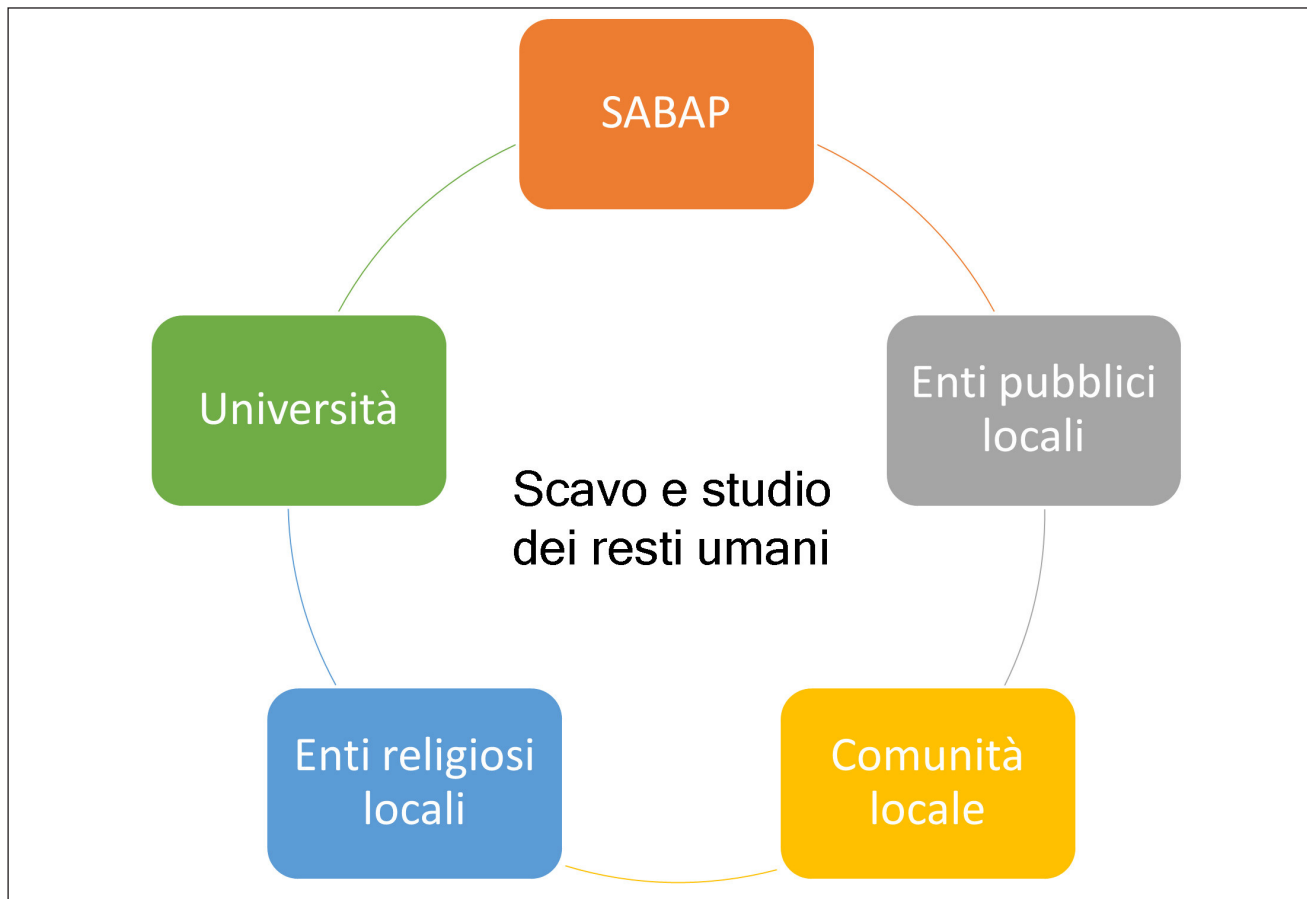 SABAP
Università
Enti pubblici
locali
Scavo e studio
dei resti umani
Enti religiosi
locali
Comunità
locale